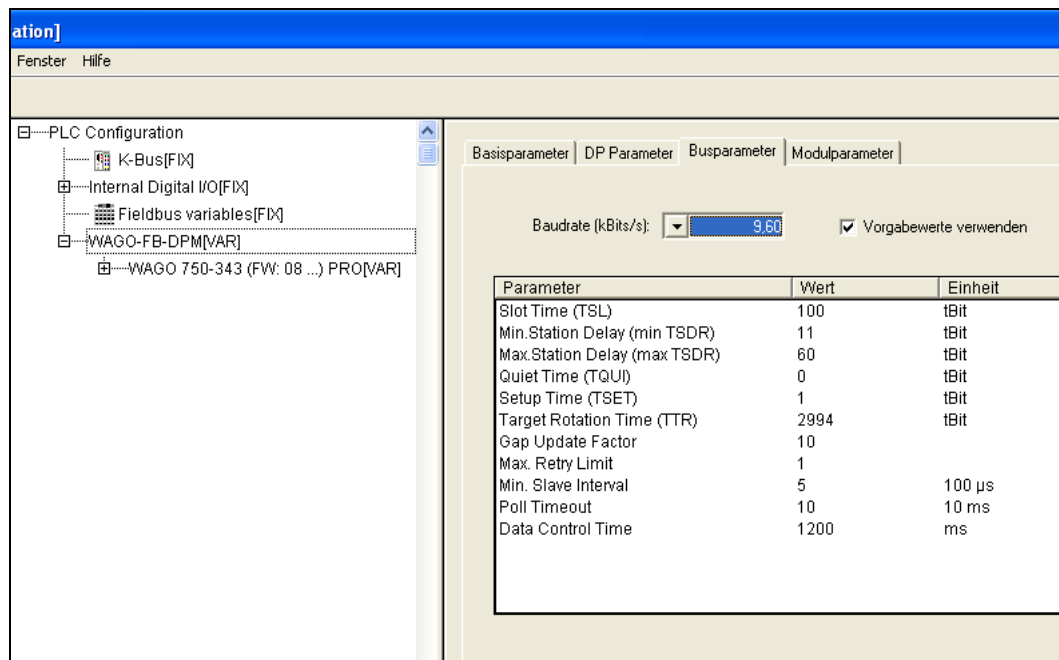 ation]
Fenster Hilfe
PLC Configuration
K-Bus[FIX]
Internal Digital I/O[FIX]
Fieldbus variables[FIX]
WAGO-FB-DPM[VAR]
WAGO 750-343 (FW: 08 ...) PRO[VAR]
Basisparameter DP Parameter Busparameter Modulparameter
Baudrate (kBits/s): 9,60 Vorgabewerte verwenden
Parameter Wert Einheit
Slot Time (TSL) 100 tBit
Min.Station Delay (min TSDR) 11 tBit
Max.Station Delay (max TSDR) 60 tBit
Quiet Time (TQUI) 0 tBit
Setup Time (TSET) 1 tBit
Target Rotation Time (TTR) 2994 tBit
Gap Update Factor 10
Max. Retry Limit 1
Min. Slave Interval 5 100 µs
Poll Timeout 10 10 ms
Data Control Time 1200 ms